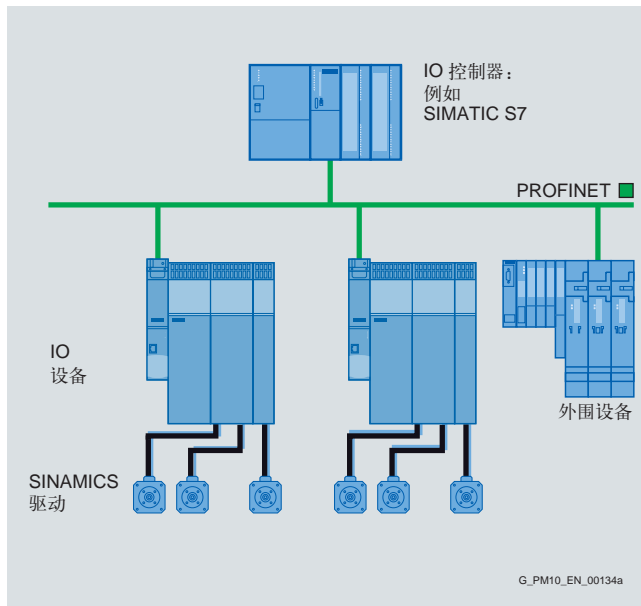 IO 控制器：
例如
SIMATIC S7
PROFINET
IO
设备
外围设备
SINAMICS
驱动
G_PM10_EN_00134a